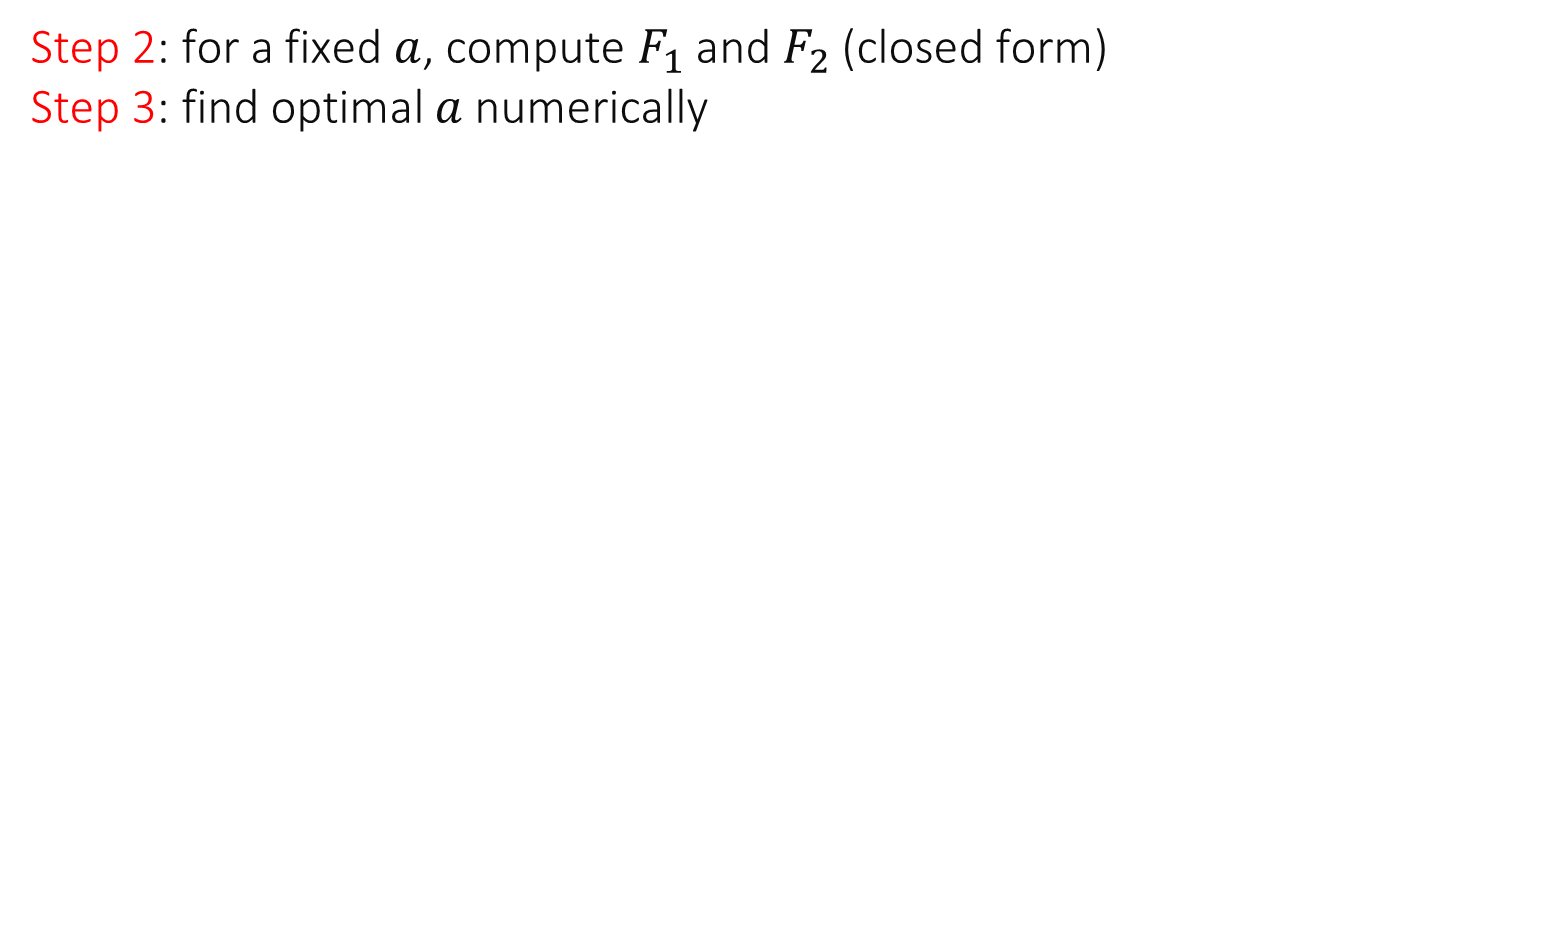 Step 2: for a fixed a, compute F₁ and F₂ (closed form)
Step 3: find optimal a numerically